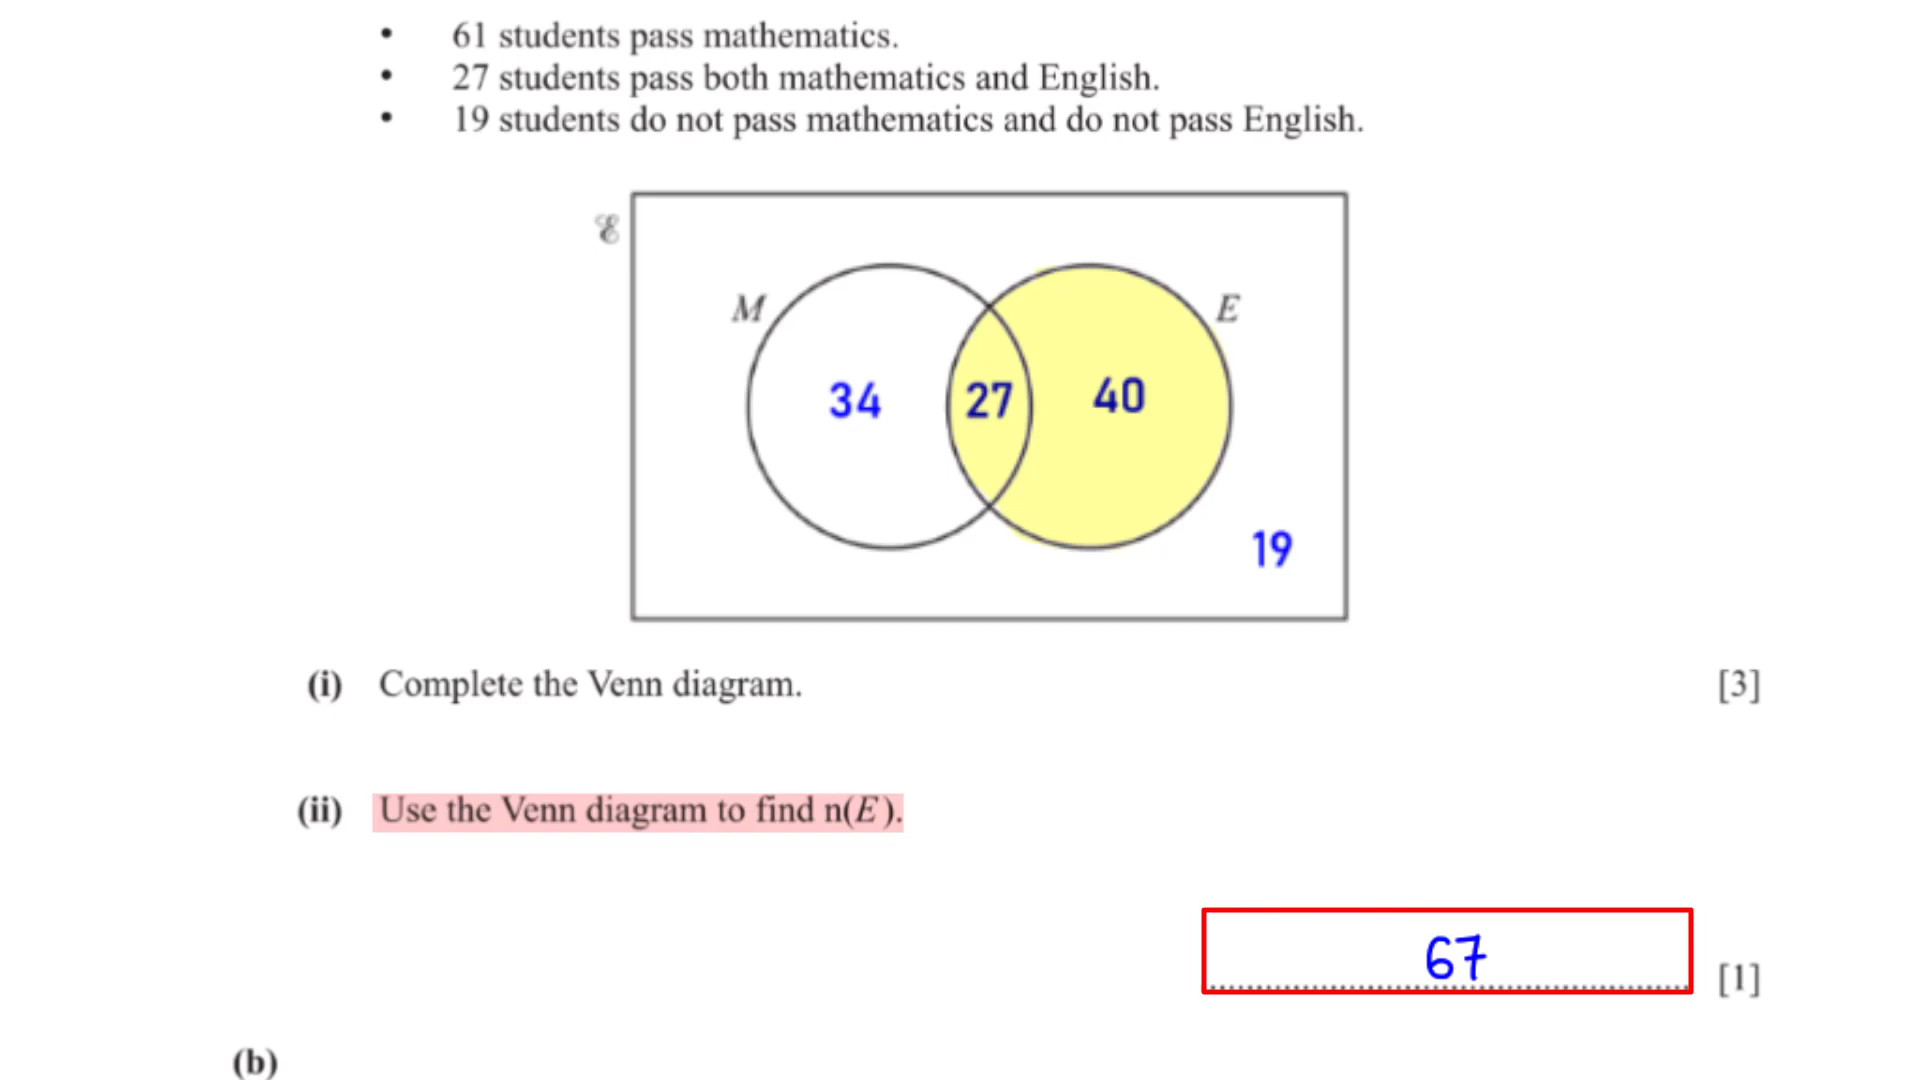 • 61 students pass mathematics.
• 27 students pass both mathematics and English.
• 19 students do not pass mathematics and do not pass English.
ℰ
M E
34 27 40
19
(i) Complete the Venn diagram. [3]
(ii) Use the Venn diagram to find n(E).
67 [1]
(b)